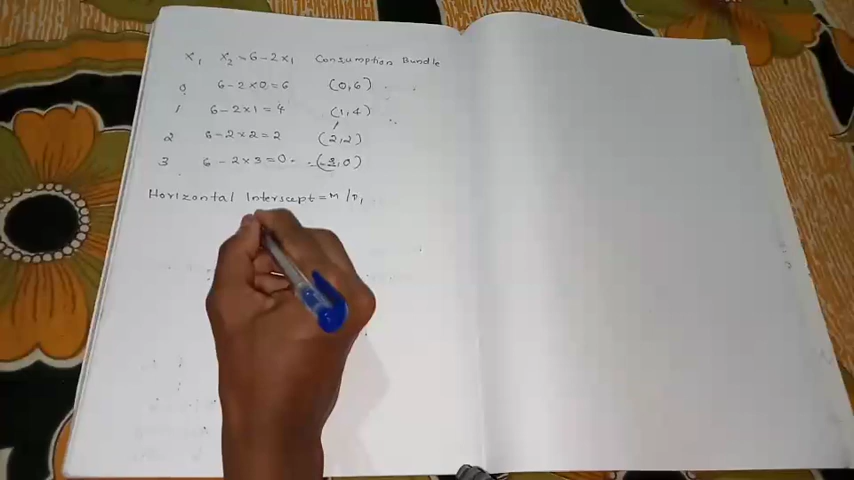 x₁ x₂ = 6-2x₁ Consumption Bundle
0 6-2×0=6 (0,6)
1 6-2×1=4 (1,4)
2 6-2×2=2 (2,2)
3 6-2×3=0 (3,0)
Horizontal Interscept = M/P₁